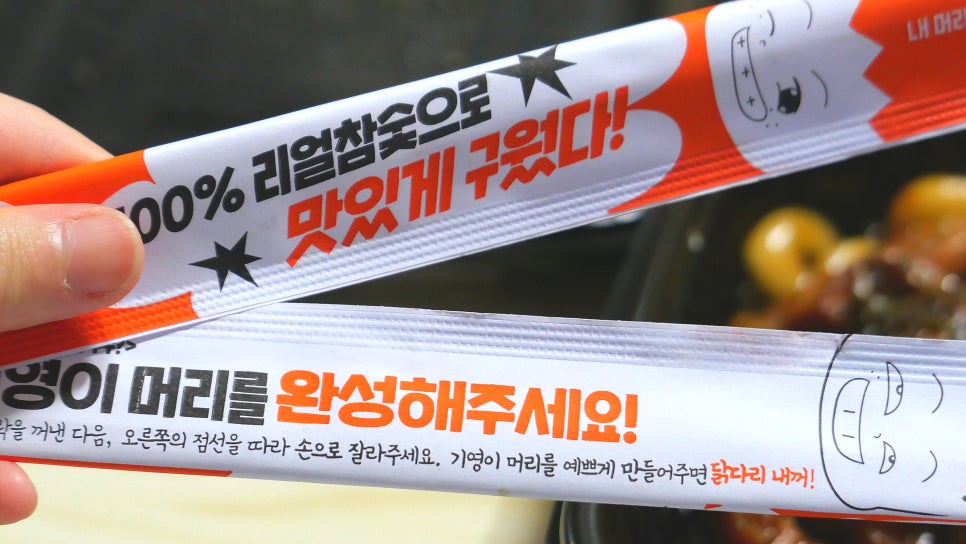 100% 리얼참숯으로
맛있게 구웠다!
내 머리
기영이 머리를 완성해주세요!
꺼낸 다음, 오른쪽의 점선을 따라 손으로 잘라주세요. 기영이 머리를 예쁘게 만들어주면 닭다리 내꺼!